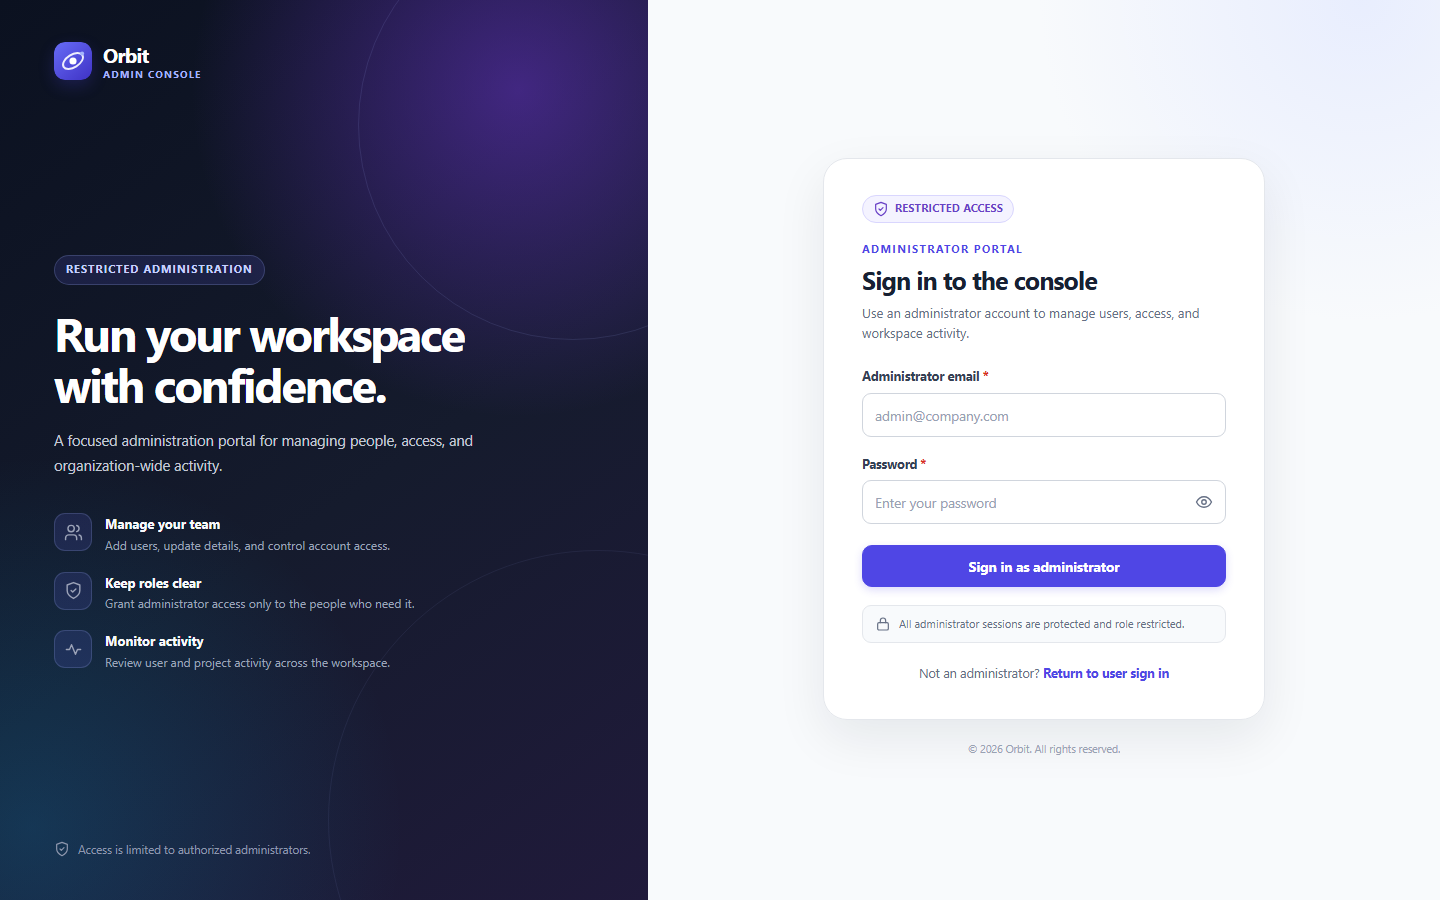 Orbit
ADMIN CONSOLE
RESTRICTED ADMINISTRATION
Run your workspace
with confidence.
A focused administration portal for managing people, access, and
organization-wide activity.
Manage your team
Add users, update details, and control account access.
Keep roles clear
Grant administrator access only to the people who need it.
Monitor activity
Review user and project activity across the workspace.
Access is limited to authorized administrators.
RESTRICTED ACCESS
ADMINISTRATOR PORTAL
Sign in to the console
Use an administrator account to manage users, access, and
workspace activity.
Administrator email *
admin@company.com
Password *
Enter your password
Sign in as administrator
All administrator sessions are protected and role restricted.
Not an administrator? Return to user sign in
© 2026 Orbit. All rights reserved.